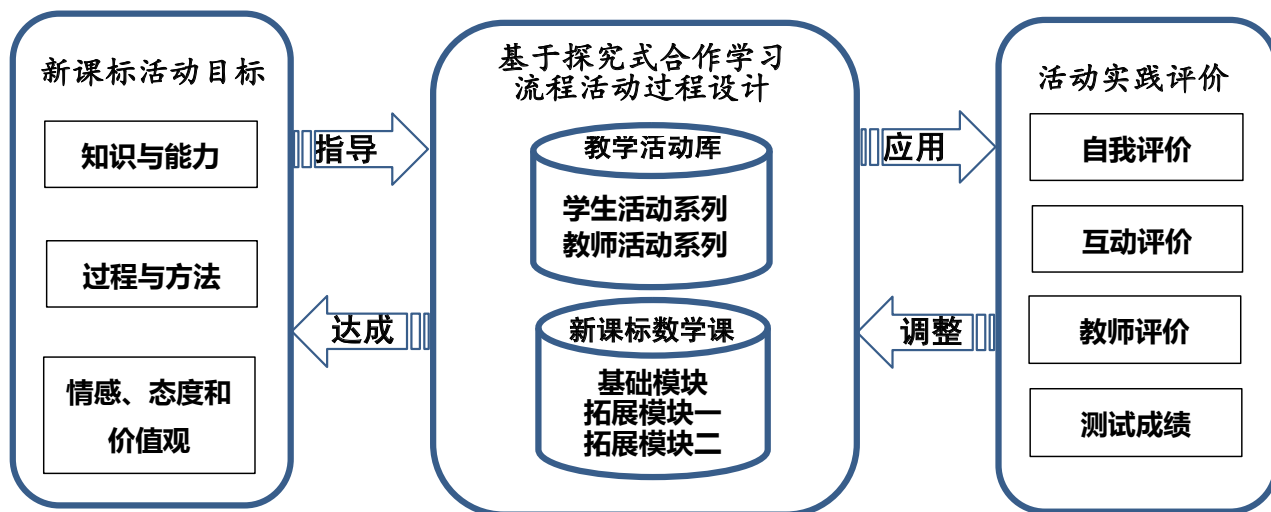 新课标活动目标
知识与能力
过程与方法
情感、态度和
价值观
指导
达成
基于探究式合作学习
流程活动过程设计
教学活动库
学生活动系列
教师活动系列
新课标数学课
基础模块
拓展模块一
拓展模块二
应用
调整
活动实践评价
自我评价
互动评价
教师评价
测试成绩